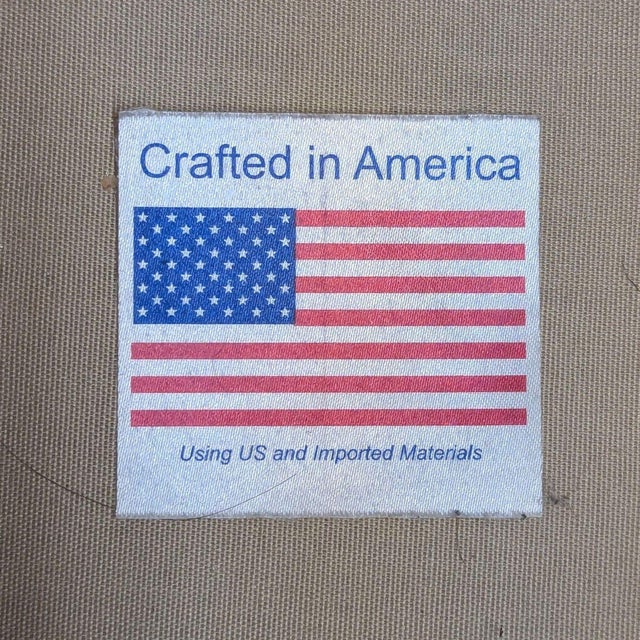 Crafted in America
Using US and Imported Materials